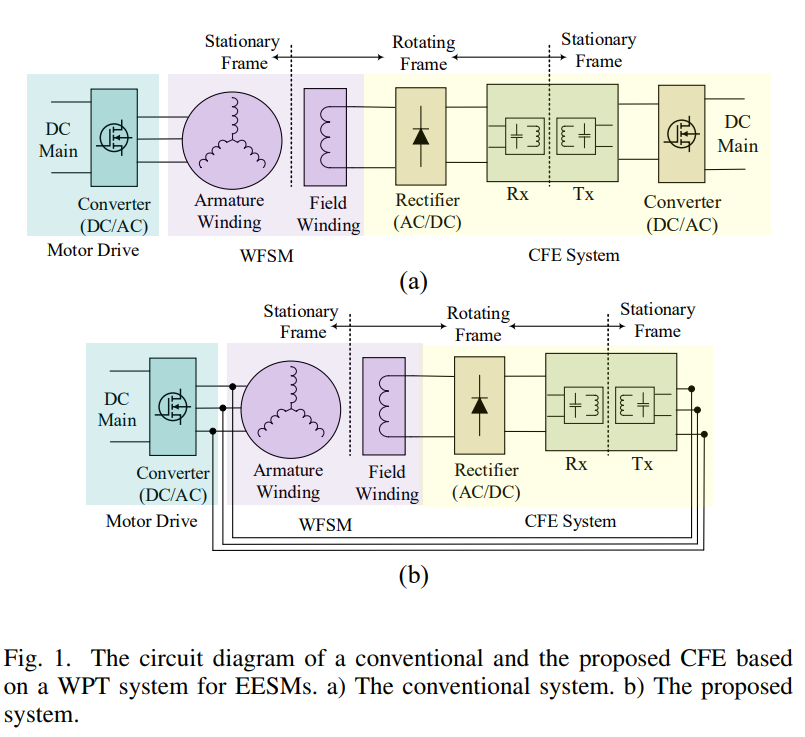 Stationary
Frame
Rotating
Frame
Stationary
Frame
DC
Main
Converter
(DC/AC)
Motor Drive
Armature
Winding
Field
Winding
WFSM
Rectifier
(AC/DC)
Rx
Tx
CFE System
Converter
(DC/AC)
DC
Main
(a)
Stationary
Frame
Rotating
Frame
Stationary
Frame
DC
Main
Converter
(DC/AC)
Motor Drive
Armature
Winding
Field
Winding
WFSM
Rectifier
(AC/DC)
Rx
Tx
CFE System
(b)
Fig. 1. The circuit diagram of a conventional and the proposed CFE based
on a WPT system for EESMs. a) The conventional system. b) The proposed
system.